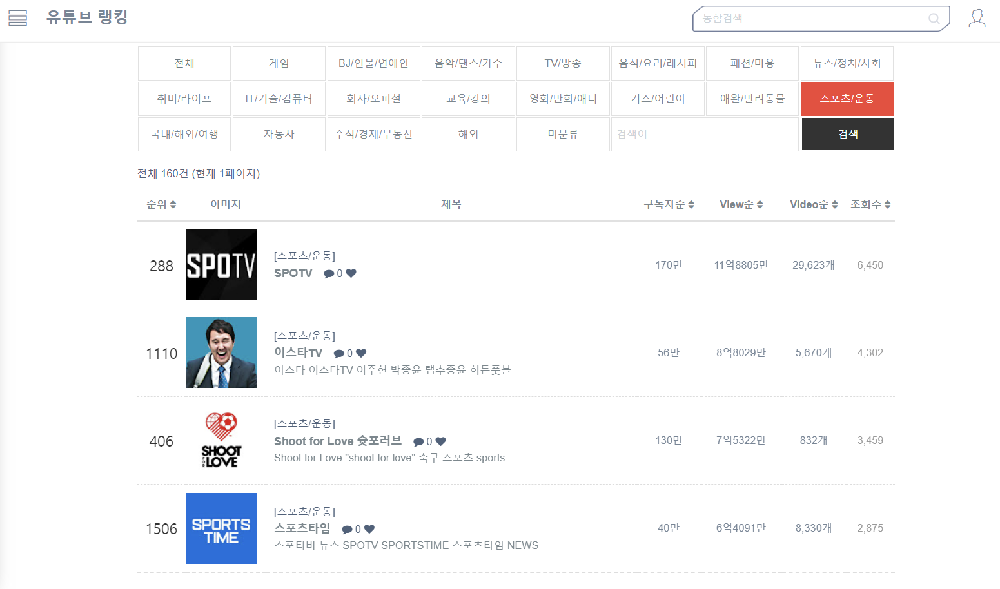 유튜브 랭킹
통합검색
전체 게임 BJ/인물/연예인 음악/댄스/가수 TV/방송 음식/요리/레시피 패션/미용 뉴스/정치/사회
취미/라이프 IT/기술/컴퓨터 회사/오피셜 교육/강의 영화/만화/애니 키즈/어린이 애완/반려동물 스포츠/운동
국내/해외/여행 자동차 주식/경제/부동산 해외 미분류 검색어 검색
전체 160건 (현재 1페이지)
순위 이미지 제목 구독자순 View순 Video순 조회수
SPOTV
[스포츠/운동]
288 SPOTV 0 170만 11억8805만 29,623개 6,450
[스포츠/운동]
1110 이스타TV 0 56만 8억8029만 5,670개 4,302
이스타 이스타TV 이주헌 박종윤 랩추종윤 히든풋볼
SHOOT
FOR
LOVE
[스포츠/운동]
406 Shoot for Love 슛포러브 0 130만 7억5322만 832개 3,459
Shoot for Love "shoot for love" 축구 스포츠 sports
SPORTS
TIME
[스포츠/운동]
1506 스포츠타임 0 40만 6억4091만 8,330개 2,875
스포티비 뉴스 SPOTV SPORTSTIME 스포츠타임 NEWS